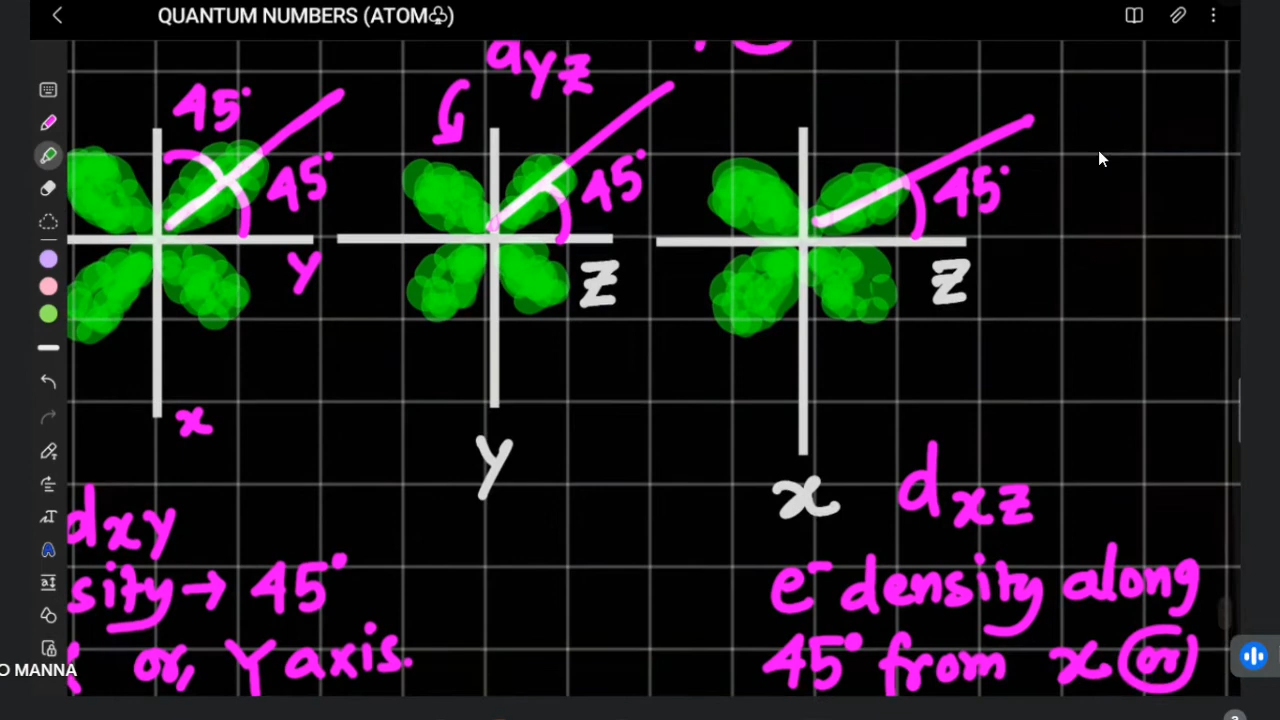 QUANTUM NUMBERS (ATOM♧)
dyz
45°
45°
45°
45°
y
z
z
x
y
x
dxz
dxy
sity → 45°
or, Y axis.
e⁻ density along
45° from x or
O MANNA